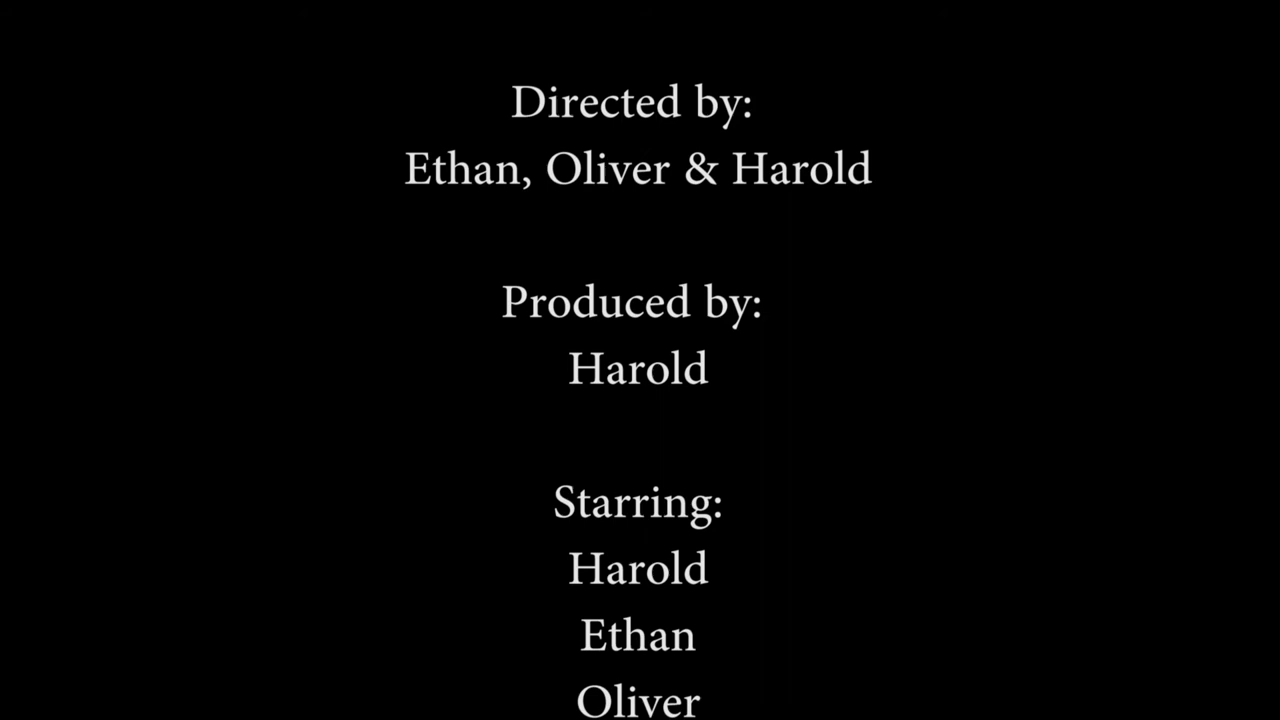 Directed by:
Ethan, Oliver & Harold
Produced by:
Harold
Starring:
Harold
Ethan
Oliver